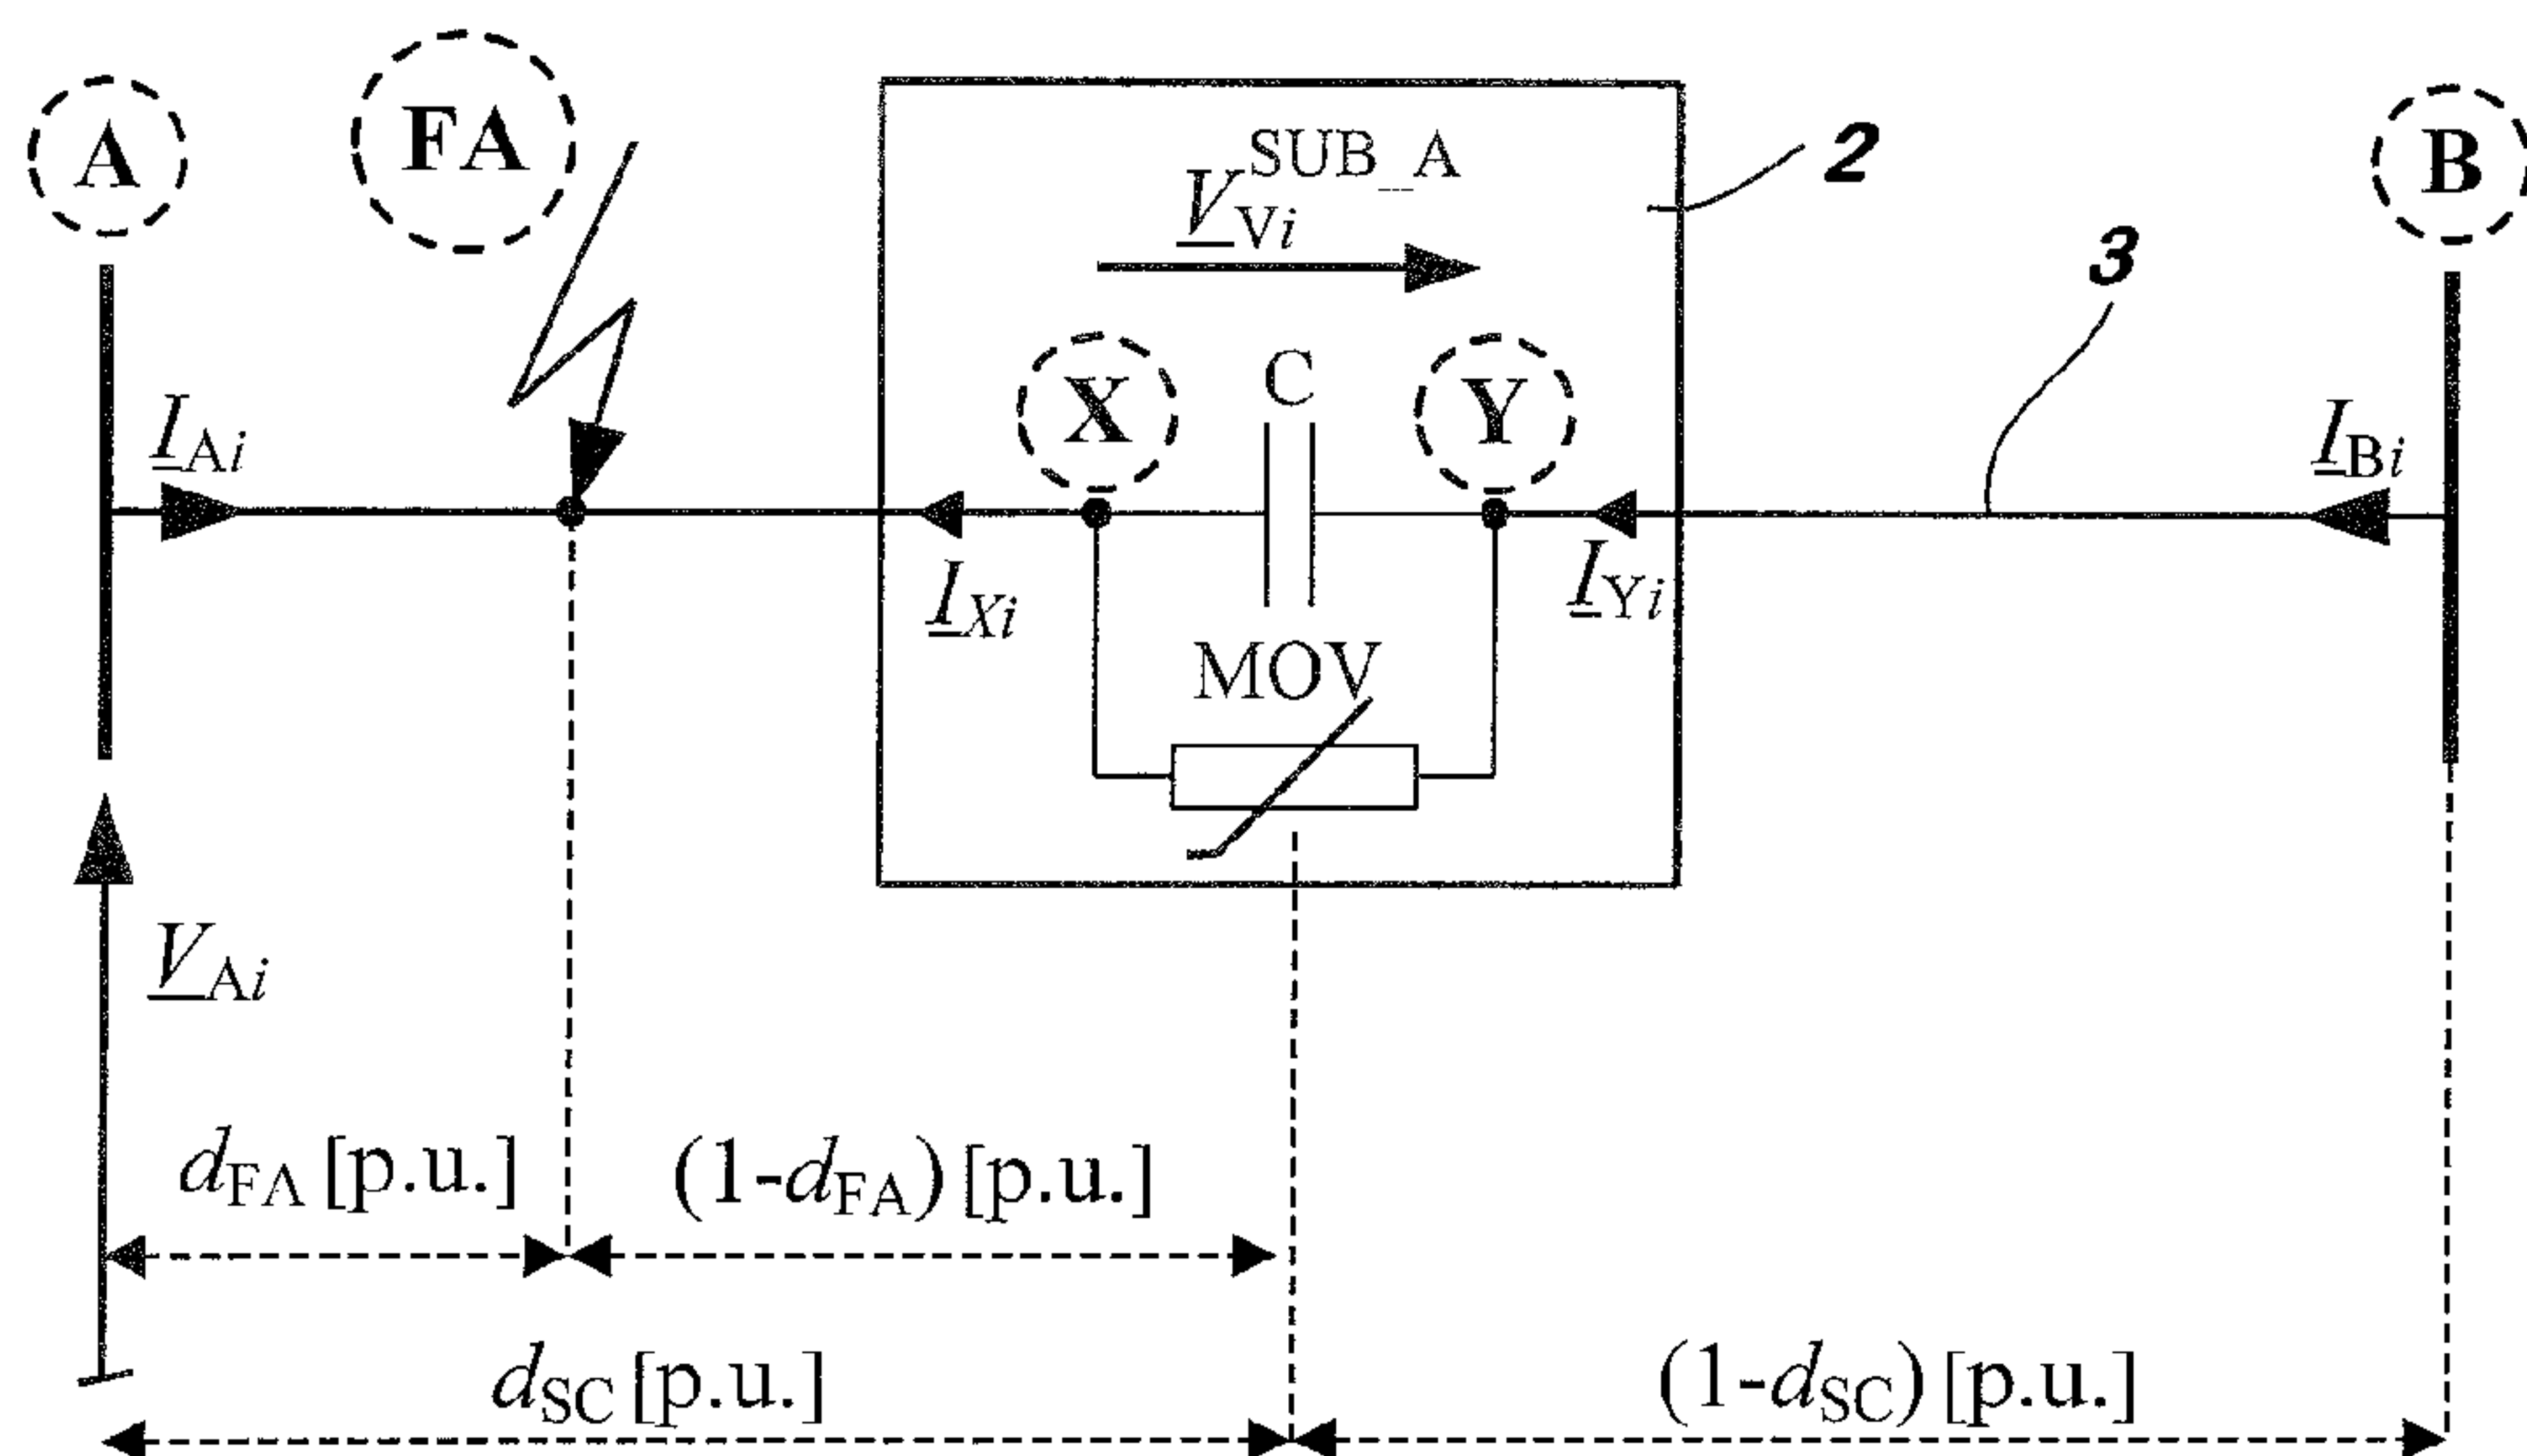 A
FA
V_Vi^SUB_A
2
B
3
X
C
Y
I_Ai
I_Bi
I_Xi
I_Yi
MOV
V_Ai
d_FA [p.u.]
(1-d_FA) [p.u.]
d_SC [p.u.]
(1-d_SC) [p.u.]